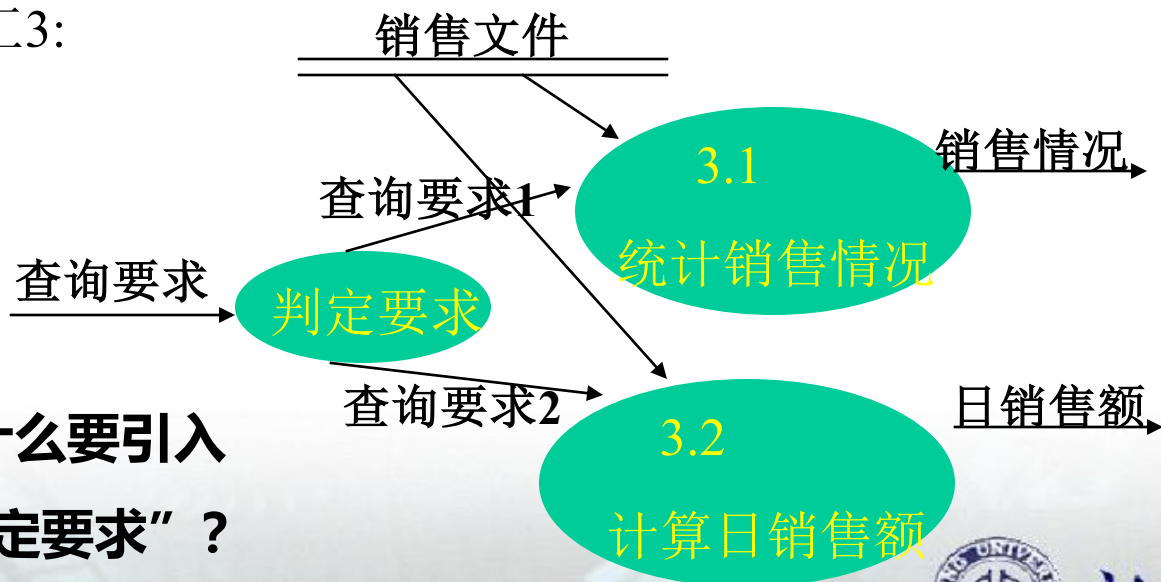 3:
销售文件
3.1
销售情况
查询要求1
统计销售情况
查询要求
判定要求
查询要求2
日销售额
么要引入
3.2
定要求”?
计算日销售额
UNIV